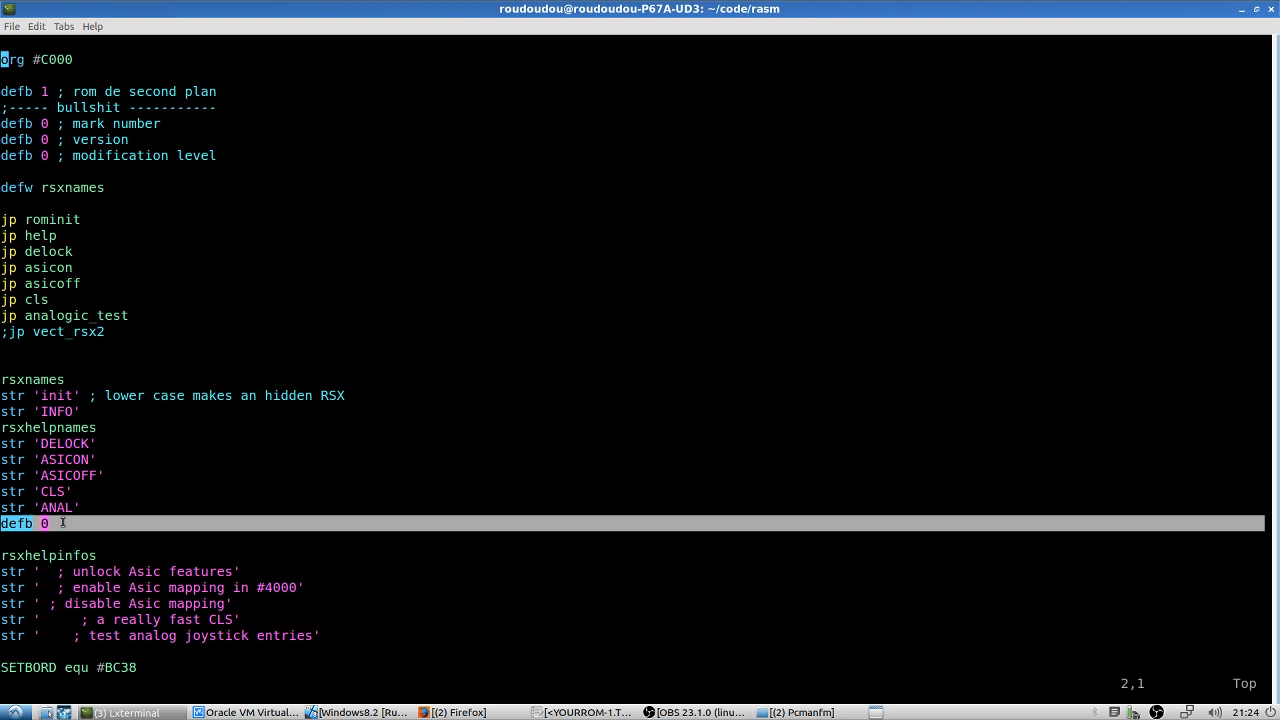 roudoudou@roudoudou-P67A-UD3: ~/code/rasm
File Edit Tabs Help
org #C000
defb 1 ; rom de second plan
;----- bullshit -----------
defb 0 ; mark number
defb 0 ; version
defb 0 ; modification level
defw rsxnames
jp rominit
jp help
jp delock
jp asicon
jp asicoff
jp cls
jp analogic_test
;jp vect_rsx2
rsxnames
str 'init' ; lower case makes an hidden RSX
str 'INFO'
rsxhelpnames
str 'DELOCK'
str 'ASICON'
str 'ASICOFF'
str 'CLS'
str 'ANAL'
defb 0
rsxhelpinfos
str '  ; unlock Asic features'
str '  ; enable Asic mapping in #4000'
str ' ; disable Asic mapping'
str '     ; a really fast CLS'
str '    ; test analog joystick entries'
SETBORD equ #BC38
2,1 Top
(3) Lxterminal Oracle VM Virtual... [Windows8.2 [Ru... [(2) Firefox] [<YOURROM-1.T... [OBS 23.1.0 (linu... [(2) Pcmanfm] 21:24